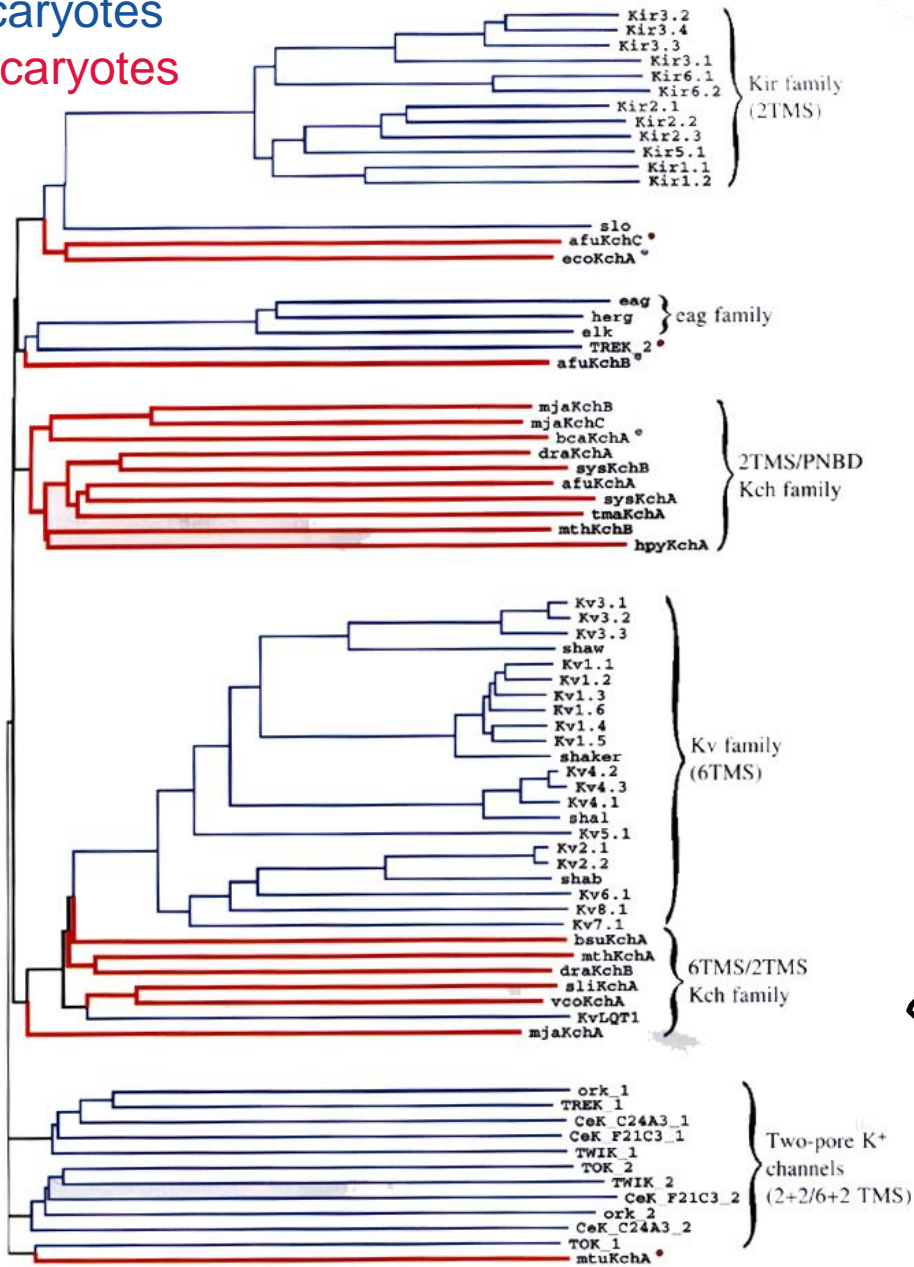 caryotes
caryotes
Kir3.2
Kir3.4
Kir3.3
Kir3.1
Kir6.1
Kir6.2
Kir2.1
Kir2.2
Kir2.3
Kir5.1
Kir1.1
Kir1.2
Kir family
(2TMS)
slo
afuKchC
ecoKchA
eag
herg
elk
eag family
TREK_2
afuKchB
mjaKchB
mjaKchC
bcaKchA
draKchA
sysKchB
afuKchA
sysKchA
tmaKchA
mthKchB
hpyKchA
2TMS/PNBD
Kch family
Kv3.1
Kv3.2
Kv3.3
shaw
Kv1.1
Kv1.2
Kv1.3
Kv1.6
Kv1.4
Kv1.5
shaker
Kv4.2
Kv4.3
Kv4.1
shal
Kv5.1
Kv2.1
Kv2.2
shab
Kv6.1
Kv8.1
Kv7.1
Kv family
(6TMS)
bsuKchA
mthKchA
draKchB
sliKchA
vcoKchA
KvLQT1
mjaKchA
6TMS/2TMS
Kch family
ork_1
TREK_1
CeK_C24A3_1
CeK_F21C3_1
TWIK_1
TOK_2
TWIK_2
CeK_F21C3_2
ork_2
CeK_C24A3_2
TOK_1
mtuKchA
Two-pore K⁺
channels
(2+2/6+2 TMS)